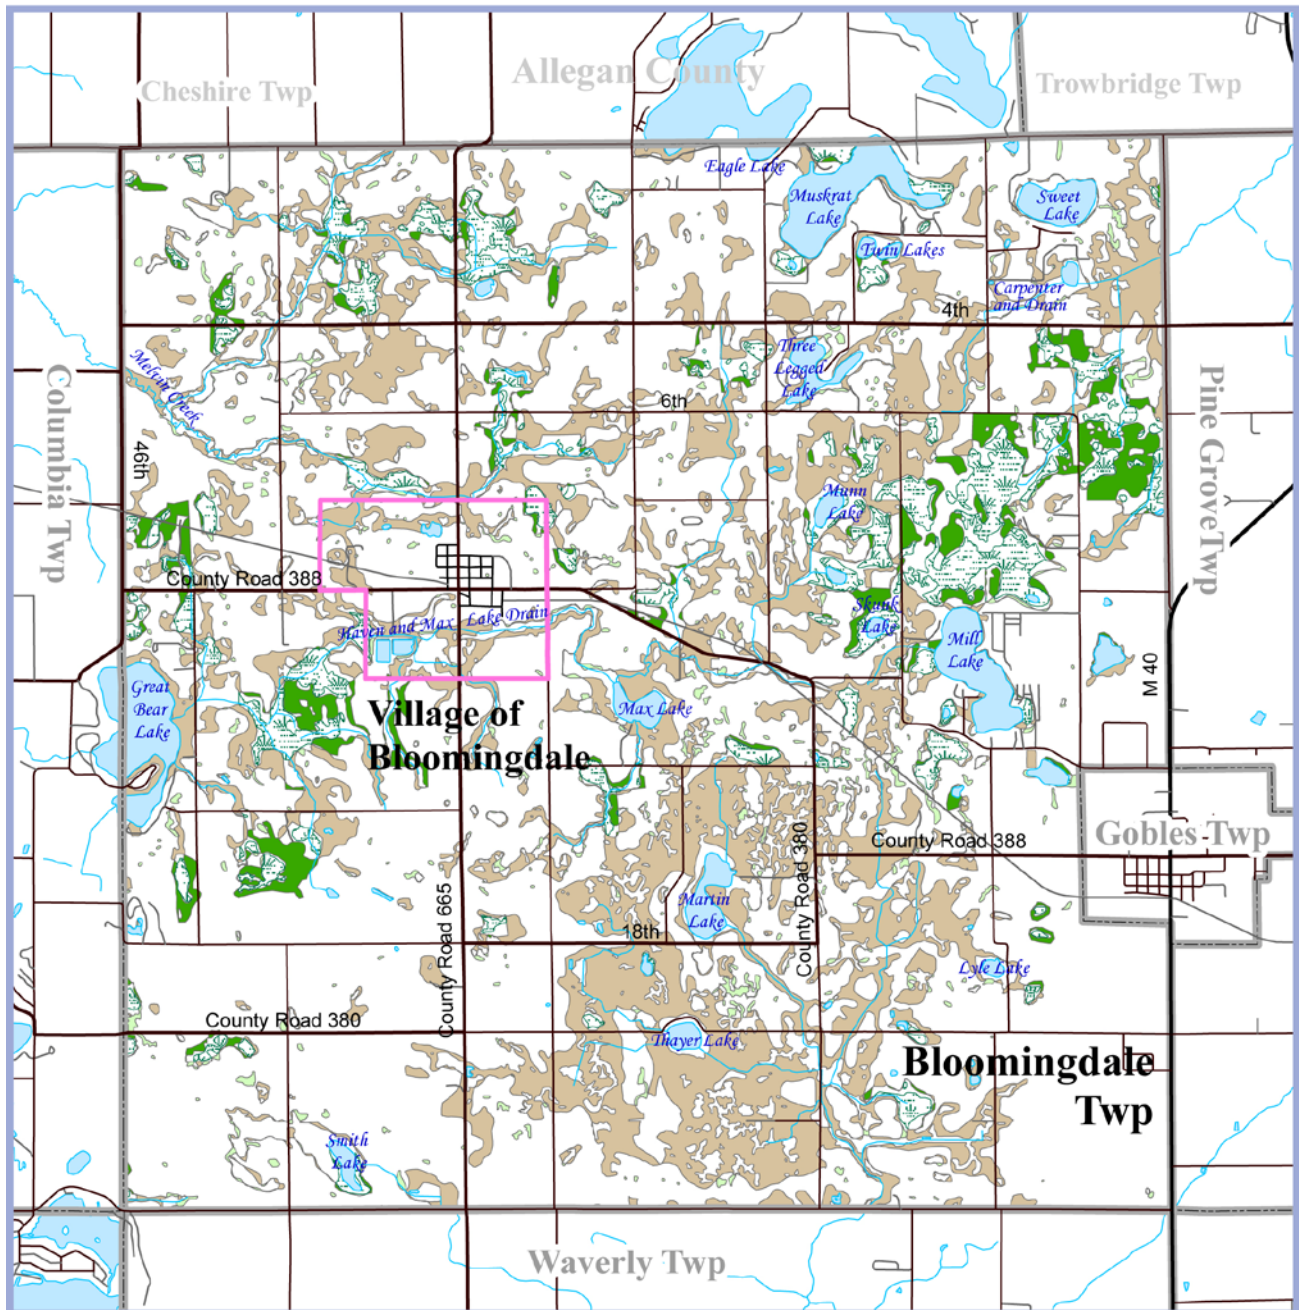 Allegan County
Cheshire Twp
Trowbridge Twp
Eagle Lake
Muskrat
Lake
Sweet
Lake
Twin Lakes
Carpenter
and Drain
4th
Three
Legged
Lake
Melvin Creek
6th
Columbia Twp
46th
Pine Grove Twp
Munn
Lake
County Road 388
Skunk
Lake
Haven and Max Lake Drain
Mill
Lake
M 40
Great
Bear
Lake
Max Lake
Village of
Bloomingdale
County Road 380
County Road 388
Gobles Twp
County Road 665
Martin
Lake
18th
Lyle Lake
County Road 380
Thayer Lake
Bloomingdale
Twp
Smith
Lake
Waverly Twp